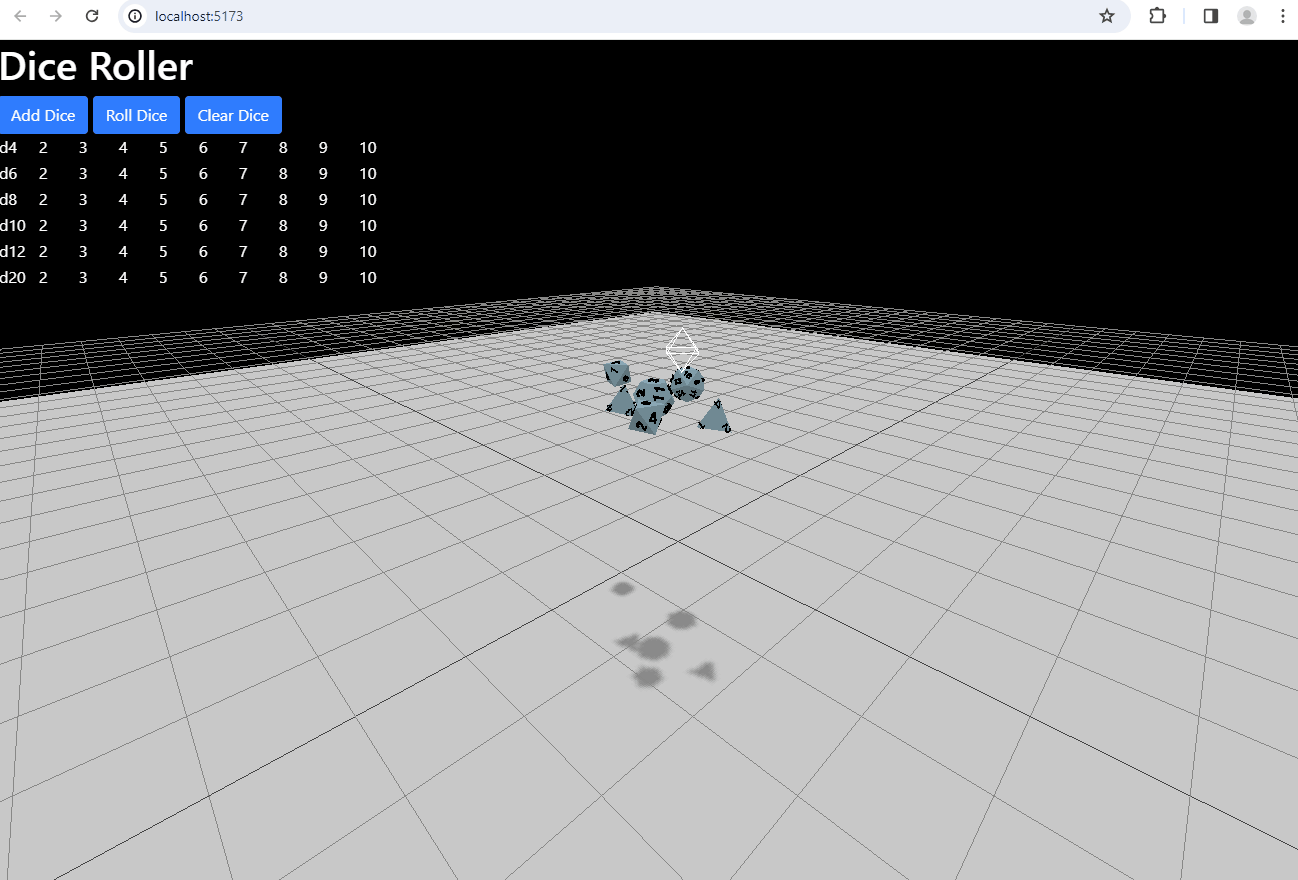 localhost:5173
Dice Roller
Add Dice Roll Dice Clear Dice
d4 2 3 4 5 6 7 8 9 10
d6 2 3 4 5 6 7 8 9 10
d8 2 3 4 5 6 7 8 9 10
d10 2 3 4 5 6 7 8 9 10
d12 2 3 4 5 6 7 8 9 10
d20 2 3 4 5 6 7 8 9 10
2 4